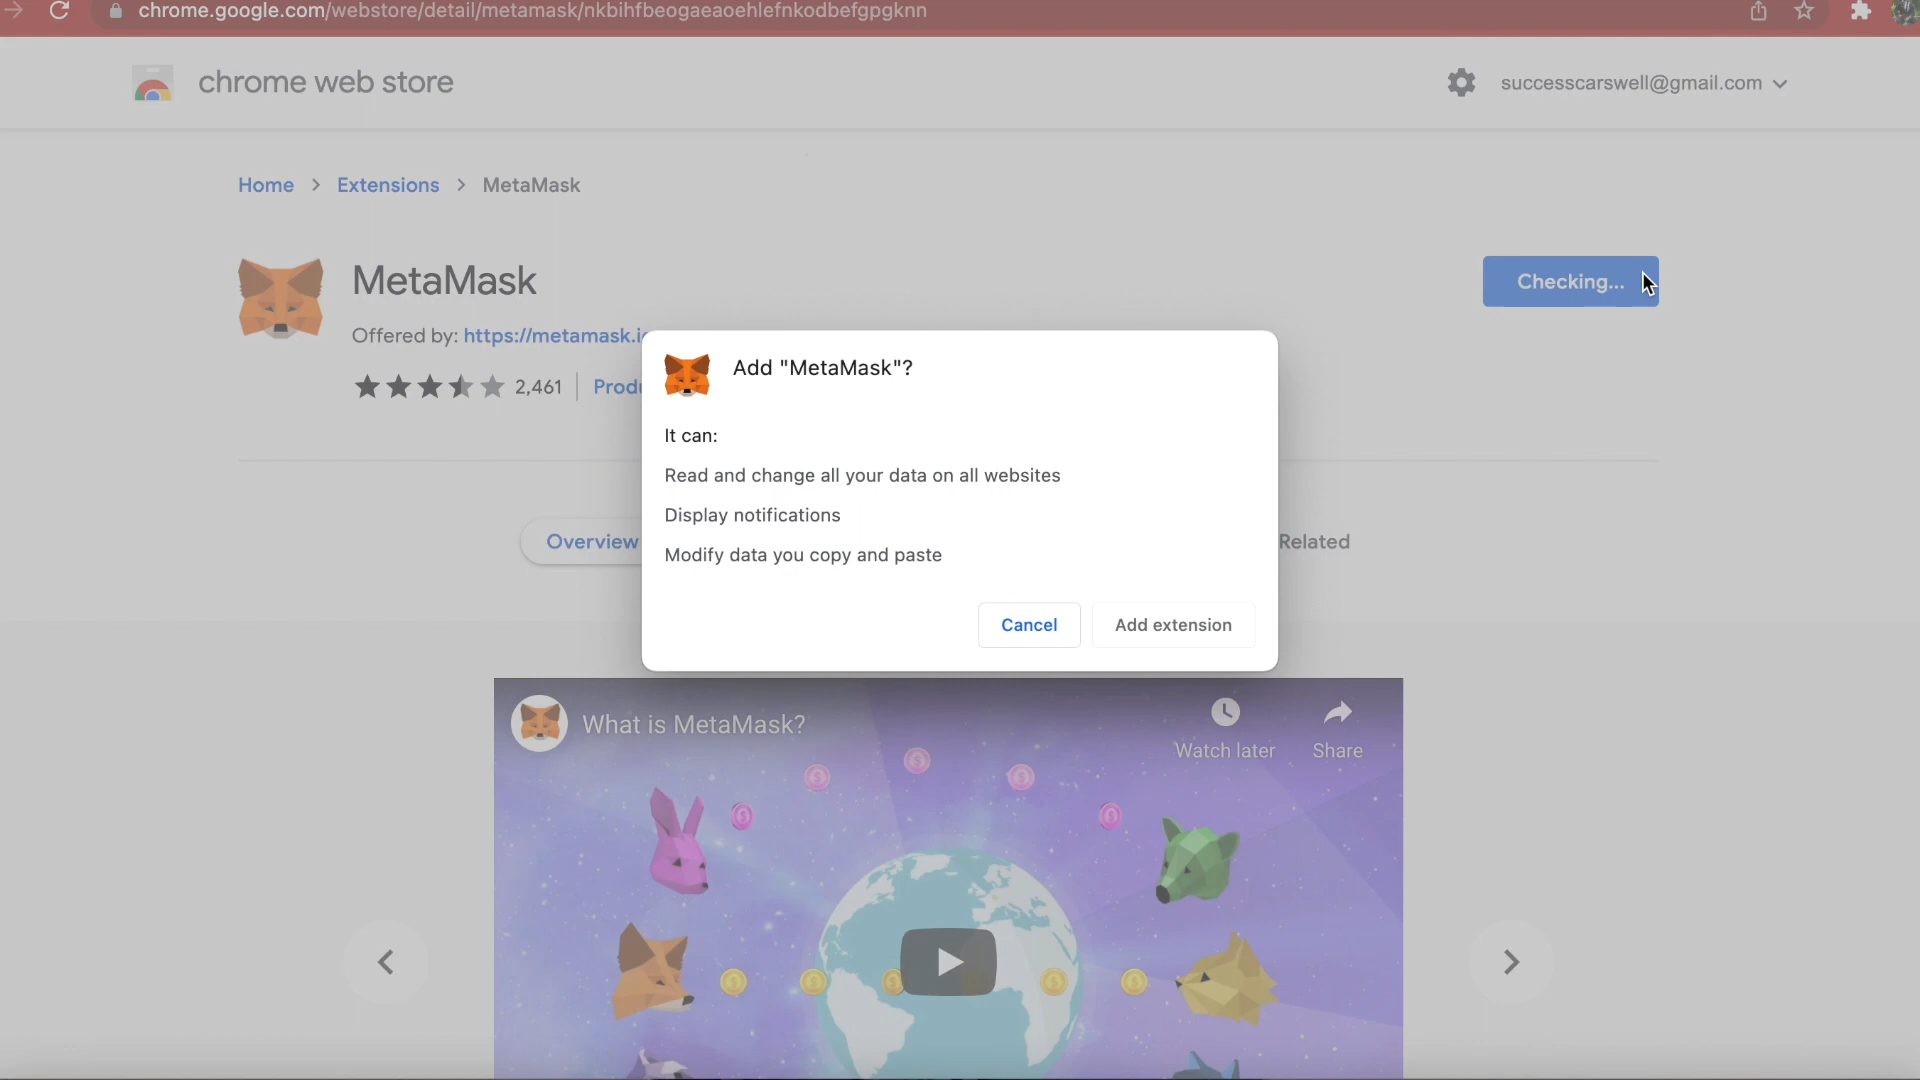 chrome.google.com/webstore/detail/metamask/nkbihfbeogaeaoehlefnkodbefgpgknn
chrome web store
successcarswell@gmail.com
Home > Extensions > MetaMask
MetaMask
Checking...
Offered by: https://metamask.i
2,461
Produ
Add "MetaMask"?
It can:
Read and change all your data on all websites
Display notifications
Modify data you copy and paste
Cancel
Add extension
Overview
Related
What is MetaMask?
Watch later
Share